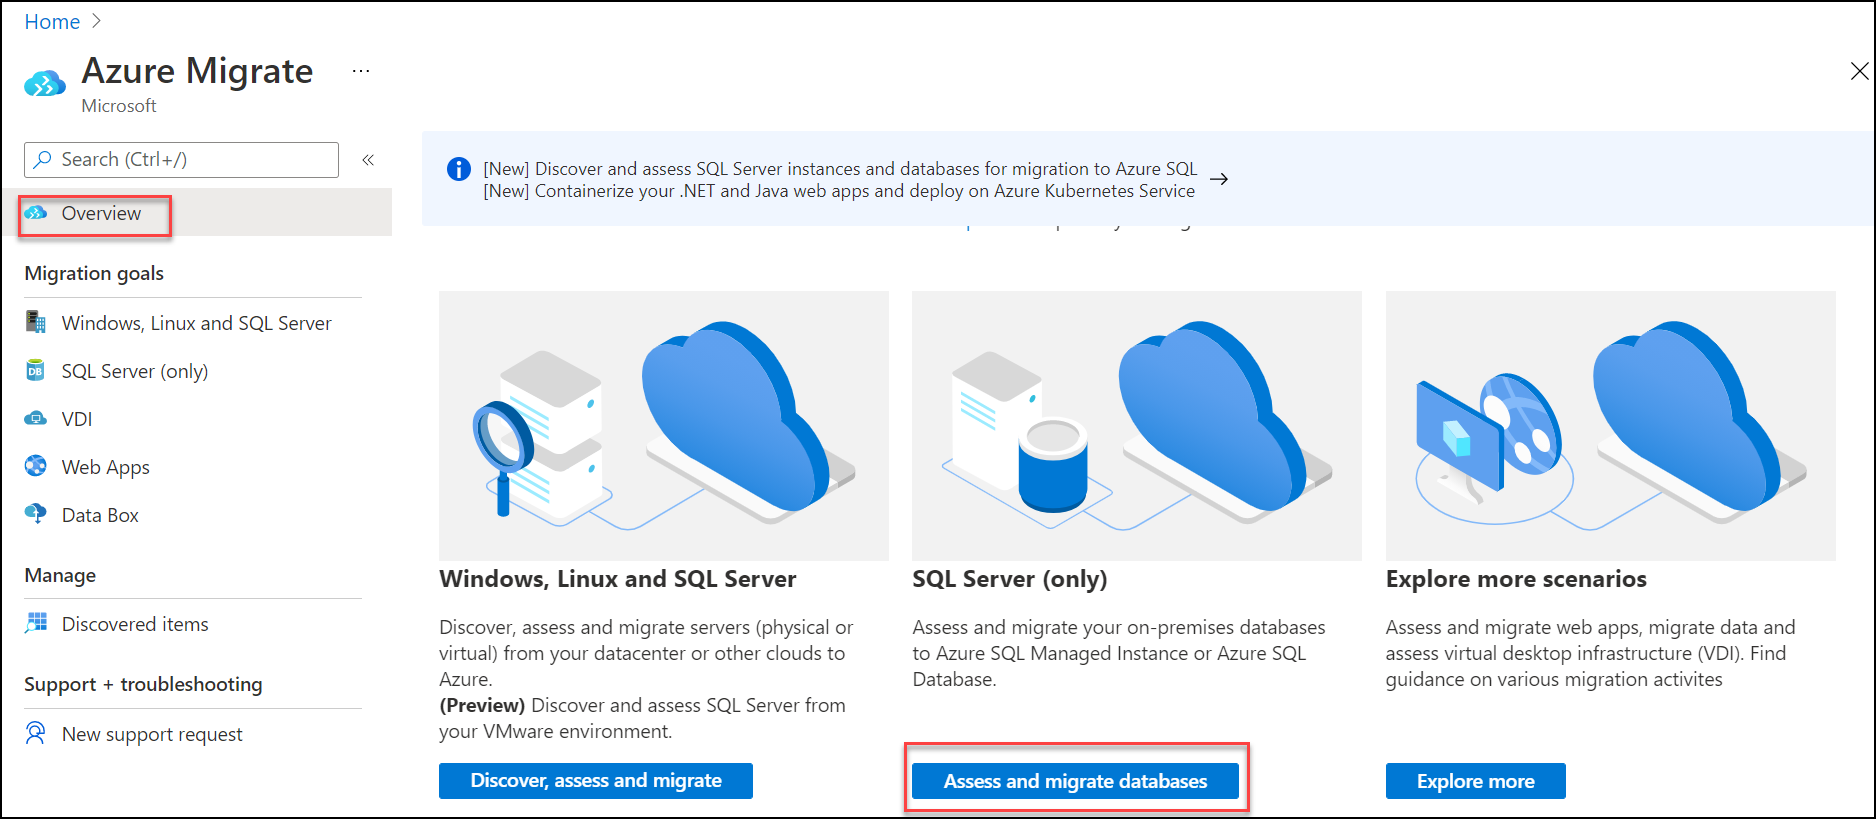 Home
Azure Migrate
Microsoft
Search (Ctrl+/)
Overview
Migration goals
Windows, Linux and SQL Server
SQL Server (only)
VDI
Web Apps
Data Box
Manage
Discovered items
Support + troubleshooting
New support request
[New] Discover and assess SQL Server instances and databases for migration to Azure SQL
[New] Containerize your .NET and Java web apps and deploy on Azure Kubernetes Service
Windows, Linux and SQL Server
Discover, assess and migrate servers (physical or
virtual) from your datacenter or other clouds to
Azure.
(Preview) Discover and assess SQL Server from
your VMware environment.
Discover, assess and migrate
DB
SQL Server (only)
Assess and migrate your on-premises databases
to Azure SQL Managed Instance or Azure SQL
Database.
Assess and migrate databases
Explore more scenarios
Assess and migrate web apps, migrate data and
assess virtual desktop infrastructure (VDI). Find
guidance on various migration activites
Explore more